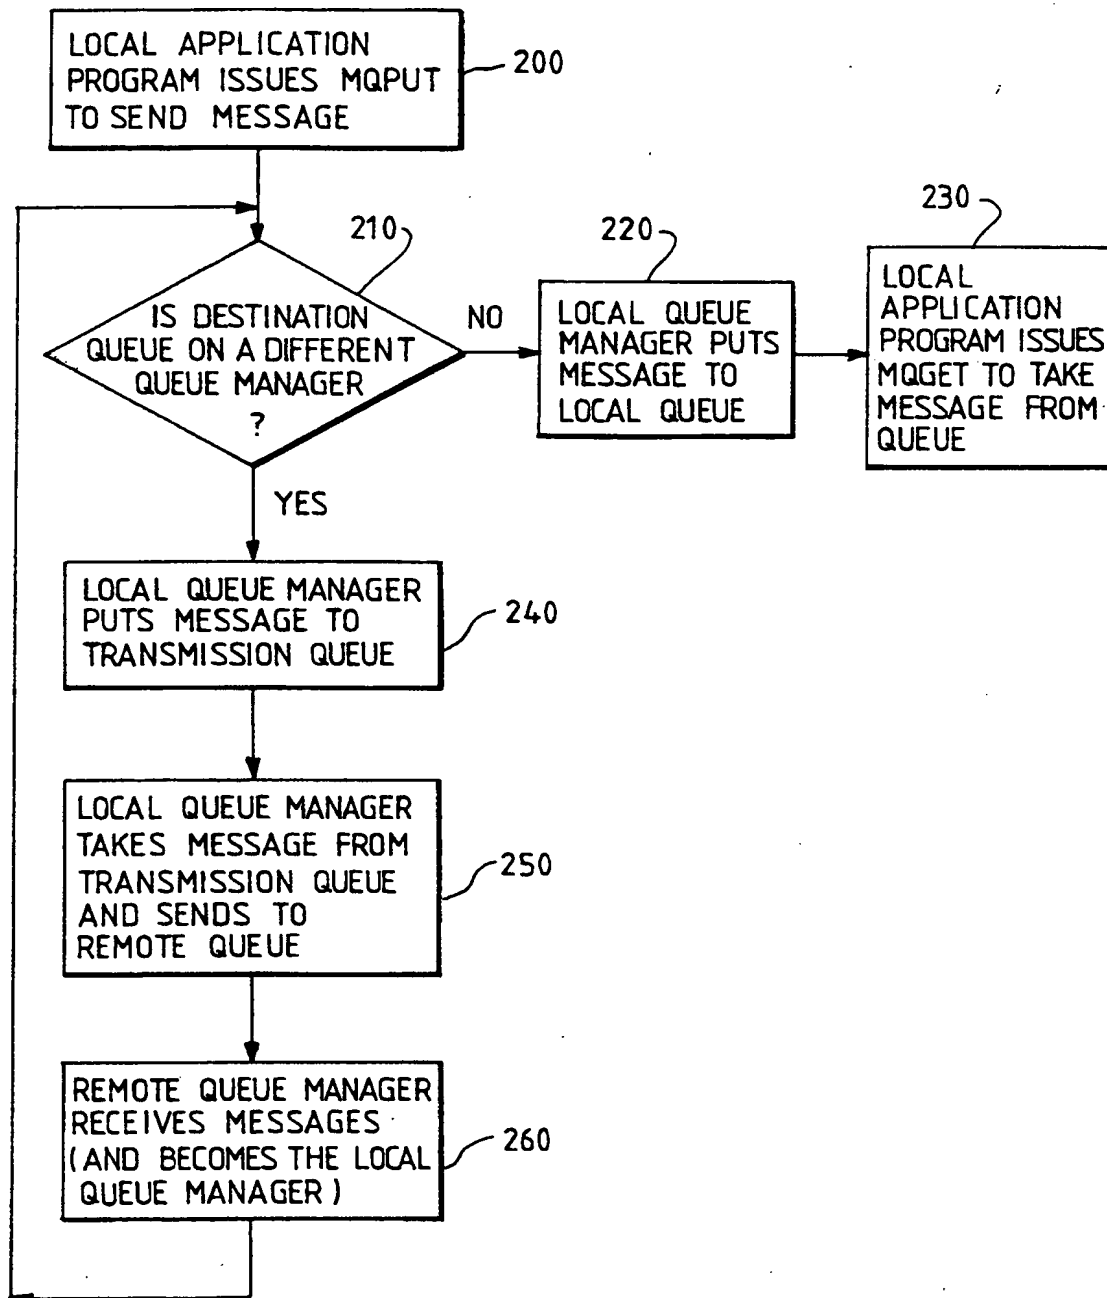 LOCAL APPLICATION
PROGRAM ISSUES MQPUT
TO SEND MESSAGE
200
210
IS DESTINATION
QUEUE ON A DIFFERENT
QUEUE MANAGER
?
NO
220
LOCAL QUEUE
MANAGER PUTS
MESSAGE TO
LOCAL QUEUE
230
LOCAL
APPLICATION
PROGRAM ISSUES
MQGET TO TAKE
MESSAGE FROM
QUEUE
YES
LOCAL QUEUE MANAGER
PUTS MESSAGE TO
TRANSMISSION QUEUE
240
LOCAL QUEUE MANAGER
TAKES MESSAGE FROM
TRANSMISSION QUEUE
AND SENDS TO
REMOTE QUEUE
250
REMOTE QUEUE MANAGER
RECEIVES MESSAGES
(AND BECOMES THE LOCAL
QUEUE MANAGER)
260